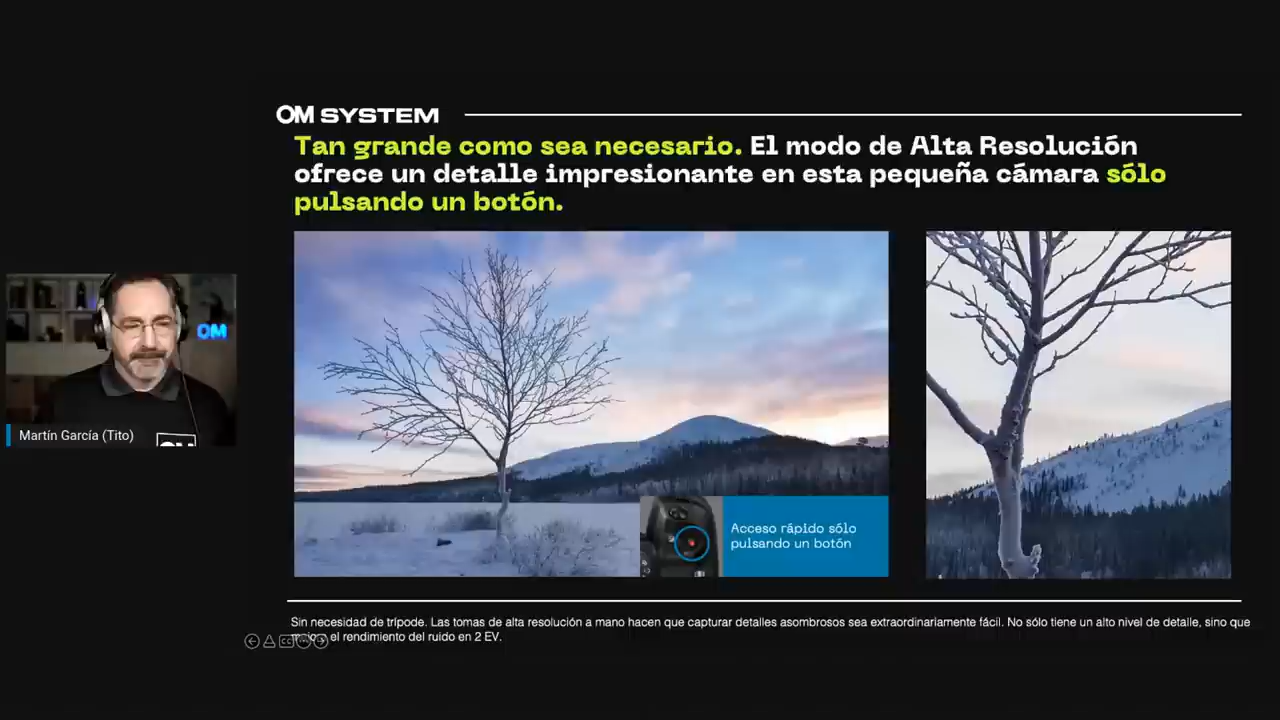 OM SYSTEM
Tan grande como sea necesario. El modo de Alta Resolución
ofrece un detalle impresionante en esta pequeña cámara sólo
pulsando un botón.
OM
Martín García (Tito)
Acceso rápido sólo
pulsando un botón
Sin necesidad de trípode. Las tomas de alta resolución a mano hacen que capturar detalles asombrosos sea extraordinariamente fácil. No sólo tiene un alto nivel de detalle, sino que
el rendimiento del ruido en 2 EV.